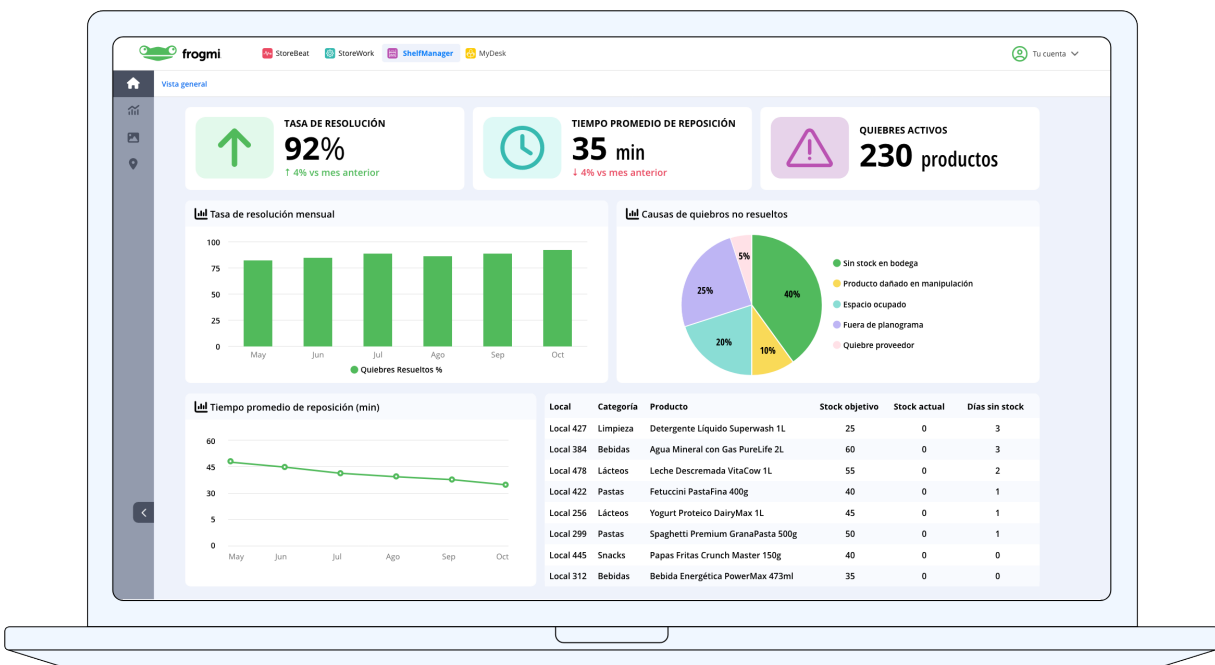 frogmi
StoreBeat StoreWork ShelfManager MyDesk
Tu cuenta
Vista general
TASA DE RESOLUCIÓN
92%
↑ 4% vs mes anterior
TIEMPO PROMEDIO DE REPOSICIÓN
35 min
↓ 4% vs mes anterior
QUIEBRES ACTIVOS
230 productos
Tasa de resolución mensual
100
75
50
25
0
May Jun Jul Ago Sep Oct
Quiebres Resueltos %
Causas de quiebros no resueltos
5%
40%
25%
20%
10%
Sin stock en bodega
Producto dañado en manipulación
Espacio ocupado
Fuera de planograma
Quiebre proveedor
Tiempo promedio de reposición (min)
60
45
30
5
0
May Jun Jul Ago Sep Oct
Local Categoría Producto Stock objetivo Stock actual Días sin stock
Local 427 Limpieza Detergente Líquido Superwash 1L 25 0 3
Local 384 Bebidas Agua Mineral con Gas PureLife 2L 60 0 3
Local 478 Lácteos Leche Descremada VitaCow 1L 55 0 2
Local 422 Pastas Fetuccini PastaFina 400g 40 0 1
Local 256 Lácteos Yogurt Proteico DairyMax 1L 45 0 1
Local 299 Pastas Spaghetti Premium GranaPasta 500g 50 0 1
Local 445 Snacks Papas Fritas Crunch Master 150g 40 0 0
Local 312 Bebidas Bebida Energética PowerMax 473ml 35 0 0